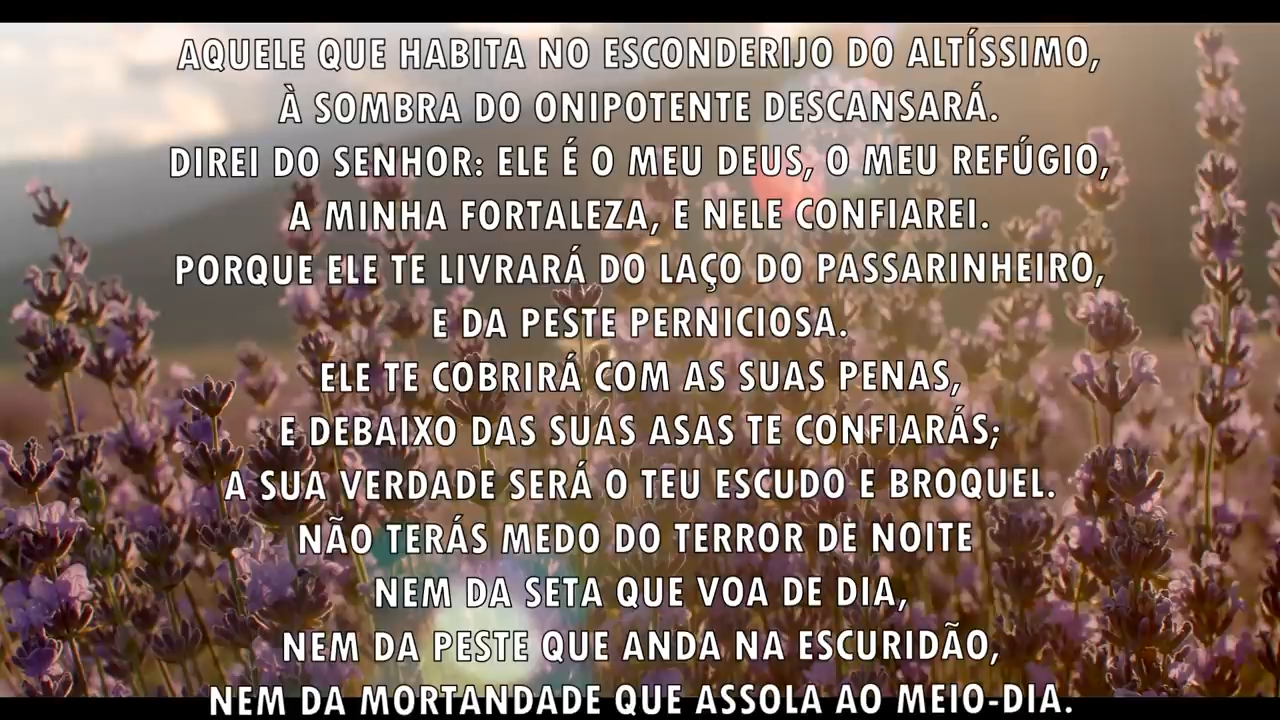 AQUELE QUE HABITA NO ESCONDERIJO DO ALTÍSSIMO,
À SOMBRA DO ONIPOTENTE DESCANSARÁ.
DIREI DO SENHOR: ELE É O MEU DEUS, O MEU REFÚGIO,
A MINHA FORTALEZA, E NELE CONFIAREI.
PORQUE ELE TE LIVRARÁ DO LAÇO DO PASSARINHEIRO,
E DA PESTE PERNICIOSA.
ELE TE COBRIRÁ COM AS SUAS PENAS,
E DEBAIXO DAS SUAS ASAS TE CONFIARÁS;
A SUA VERDADE SERÁ O TEU ESCUDO E BROQUEL.
NÃO TERÁS MEDO DO TERROR DE NOITE
NEM DA SETA QUE VOA DE DIA,
NEM DA PESTE QUE ANDA NA ESCURIDÃO,
NEM DA MORTANDADE QUE ASSOLA AO MEIO-DIA.